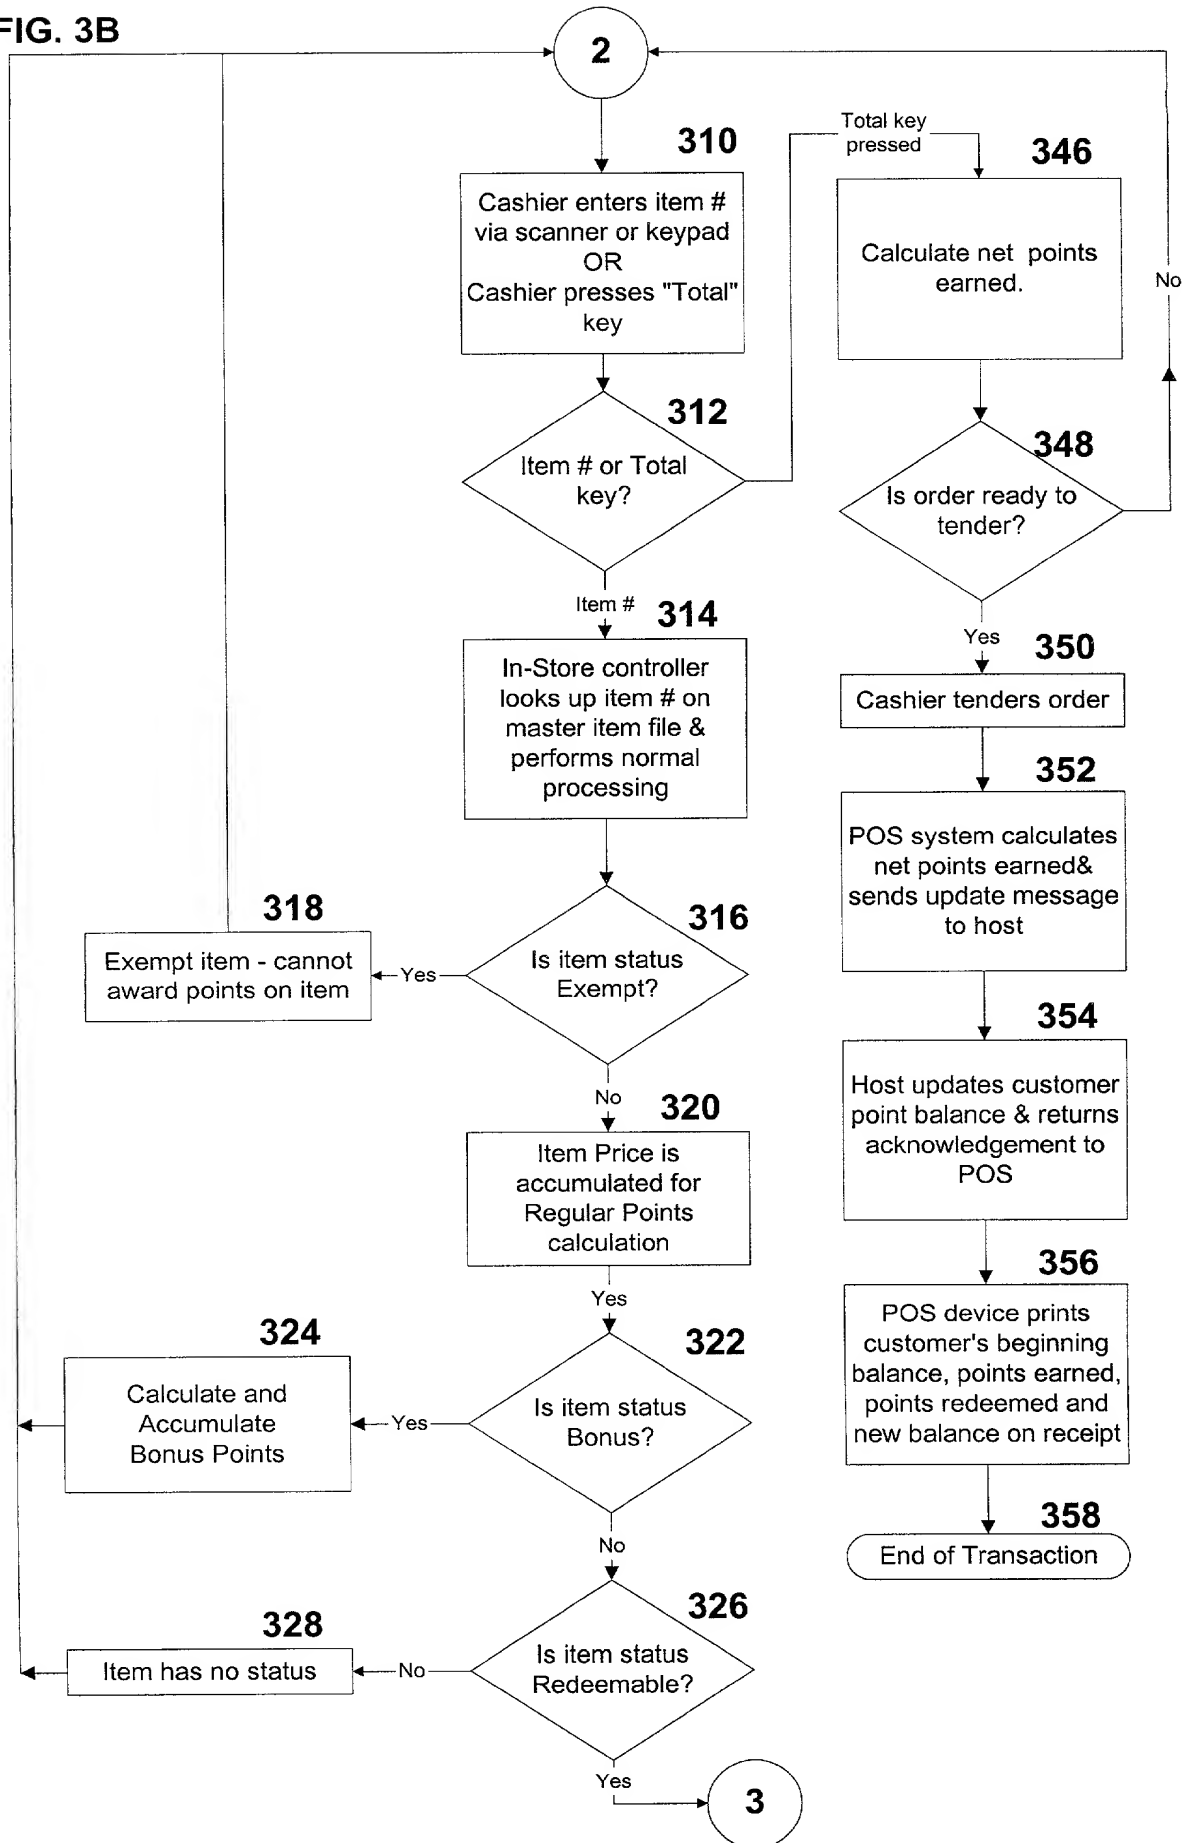 FIG. 3B
2
310
Cashier enters item #
via scanner or keypad
OR
Cashier presses "Total"
key
312
Item # or Total
key?
Total key
pressed
346
Calculate net points
earned.
No
348
Is order ready to
tender?
Item #
314
In-Store controller
looks up item # on
master item file &
performs normal
processing
Yes
350
Cashier tenders order
352
POS system calculates
net points earned&
sends update message
to host
318
Exempt item - cannot
award points on item
Yes
316
Is item status
Exempt?
354
Host updates customer
point balance & returns
acknowledgement to
POS
No
320
Item Price is
accumulated for
Regular Points
calculation
356
POS device prints
customer's beginning
balance, points earned,
points redeemed and
new balance on receipt
Yes
324
Calculate and
Accumulate
Bonus Points
Yes
322
Is item status
Bonus?
358
End of Transaction
No
328
Item has no status
No
326
Is item status
Redeemable?
Yes
3